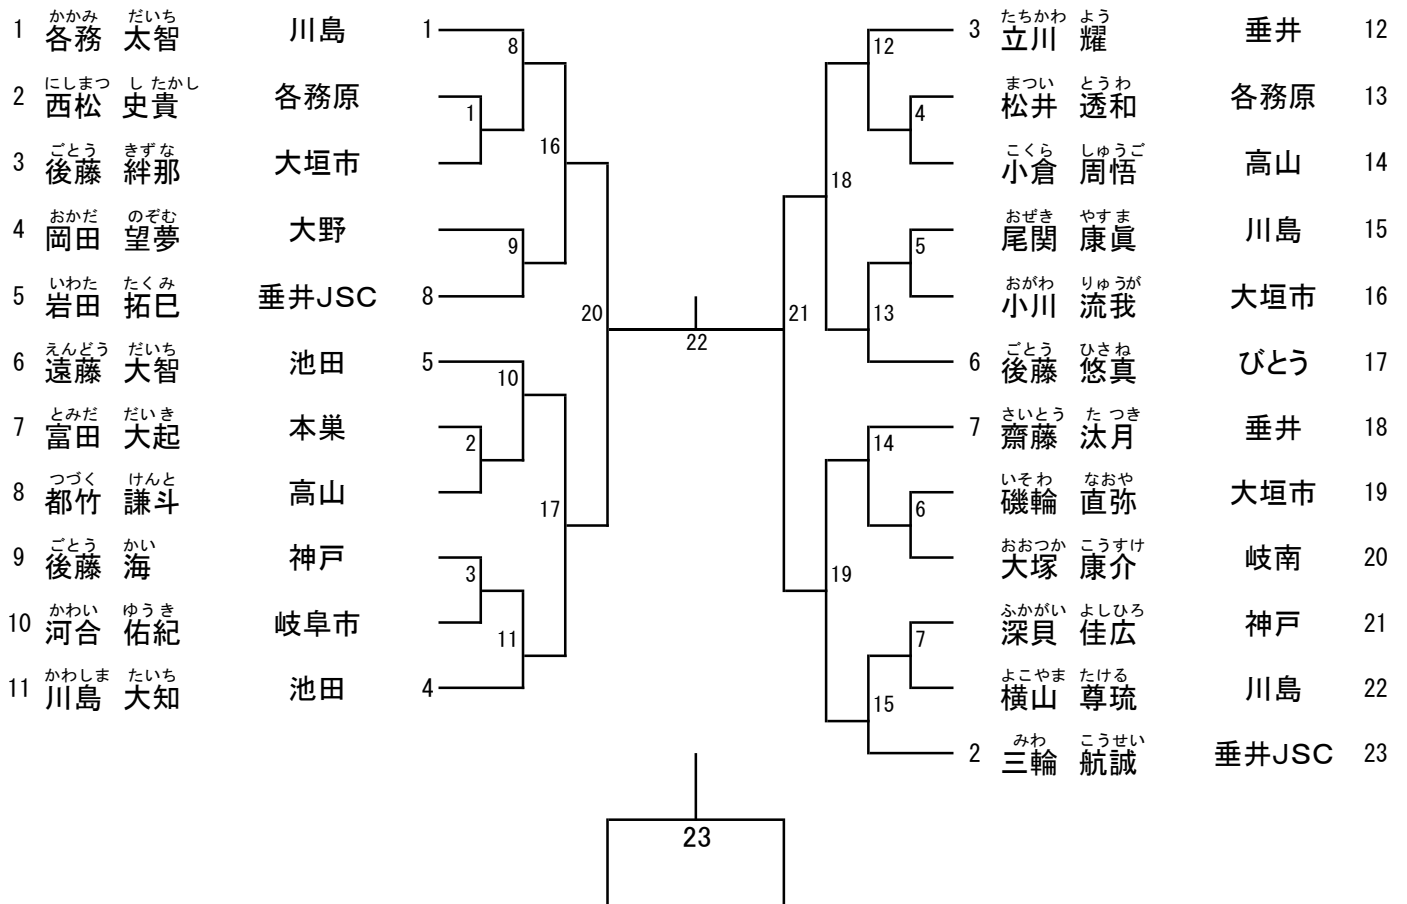 かかみ だいち
1 各務 太智 川島 1
にしまつ し たかし
2 西松 史貴 各務原
ごとう きずな
3 後藤 絆那 大垣市
おかだ のぞむ
4 岡田 望夢 大野
いわた たくみ
5 岩田 拓巳 垂井JSC 8
えんどう だいち
6 遠藤 大智 池田 5
とみだ だいき
7 富田 大起 本巣
つづく けんと
8 都竹 謙斗 高山
ごとう かい
9 後藤 海 神戸
かわい ゆうき
10 河合 佑紀 岐阜市
かわしま たいち
11 川島 大知 池田 4
8
1
16
9
20
10
2
17
3
11
22
たちかわ よう
3 立川 耀 垂井 12
まつい とうわ
松井 透和 各務原 13
こくら しゅうご
小倉 周悟 高山 14
おぜき やすま
尾関 康眞 川島 15
おがわ りゅうが
小川 流我 大垣市 16
ごとう ひさね
6 後藤 悠真 びとう 17
さいとう た つき
7 齋藤 汰月 垂井 18
いそわ なおや
磯輪 直弥 大垣市 19
おおつか こうすけ
大塚 康介 岐南 20
ふかがい よしひろ
深貝 佳広 神戸 21
よこやま たける
横山 尊琉 川島 22
みわ こうせい
2 三輪 航誠 垂井JSC 23
12
4
18
5
21
13
14
6
19
7
15
23